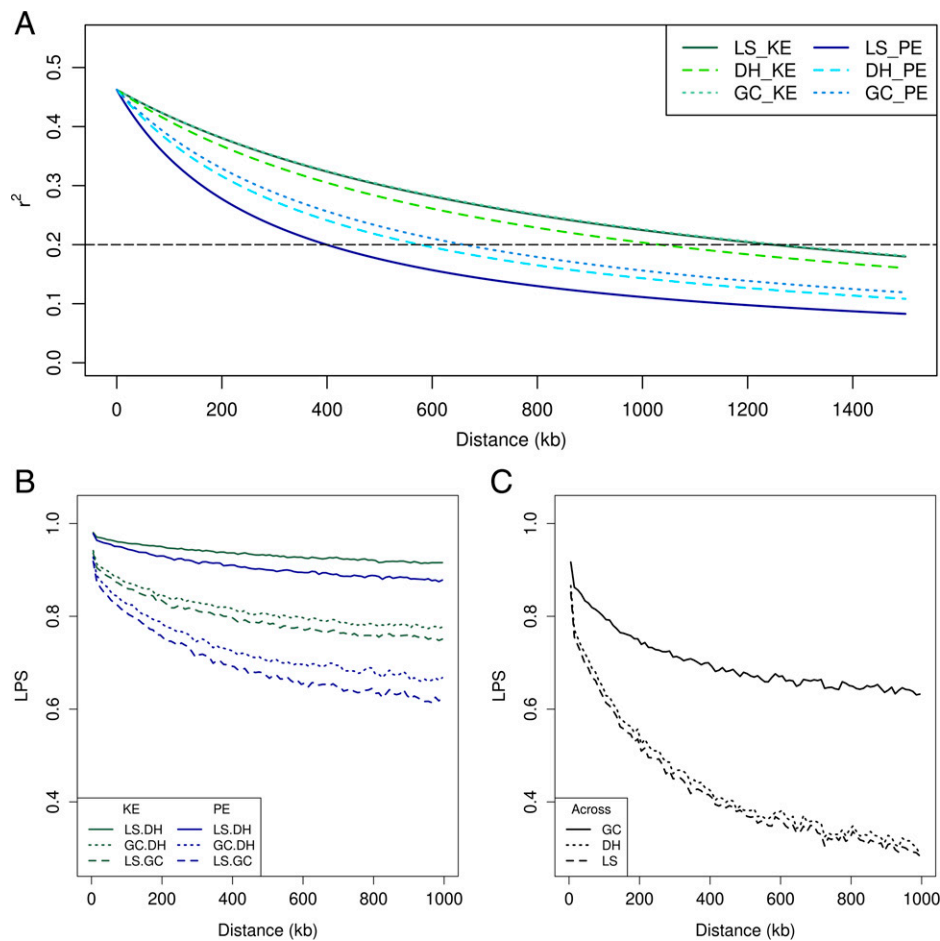 A
LS_KE LS_PE
DH_KE DH_PE
GC_KE GC_PE
r²
0.0 0.1 0.2 0.3 0.4 0.5
0 200 400 600 800 1000 1200 1400
Distance (kb)
B
LPS
0.4 0.6 0.8 1.0
KE PE
LS.DH LS.DH
GC.DH GC.DH
LS.GC LS.GC
0 200 400 600 800 1000
Distance (kb)
C
LPS
0.4 0.6 0.8 1.0
Across
GC
DH
LS
0 200 400 600 800 1000
Distance (kb)